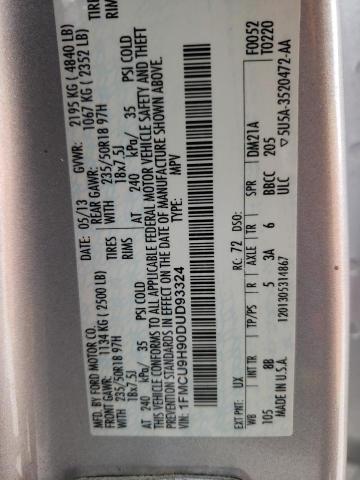 MFD. BY FORD MOTOR CO.
DATE: 05/13 GVWR: 2195 KG ( 4840 LB)
FRONT GAWR: 1134 KG ( 2500 LB) REAR GAWR: 1067 KG ( 2352 LB)
WITH 235/50R18 97H TIRES WITH 235/50R18 97H
18x7.5J RIMS 18x7.5J
AT 240 kPa/ 35 PSI COLD AT 240 kPa/ 35 PSI COLD
THIS VEHICLE CONFORMS TO ALL APPLICABLE FEDERAL MOTOR VEHICLE SAFETY AND THEFT
PREVENTION STANDARDS IN EFFECT ON THE DATE OF MANUFACTURE SHOWN ABOVE.
VIN: 1FMCU9H90DUD93324
TYPE: MPV
F0052
T0220
EXT PNT: UX RC: 72 DSO: DM21A
WB INT TR TP/PS R AXLE TR SPR
105 8B 5 3A 6 BBCC 205 ▽5U5A-3520472-AA
MADE IN U.S.A. 1201305314867 ULC